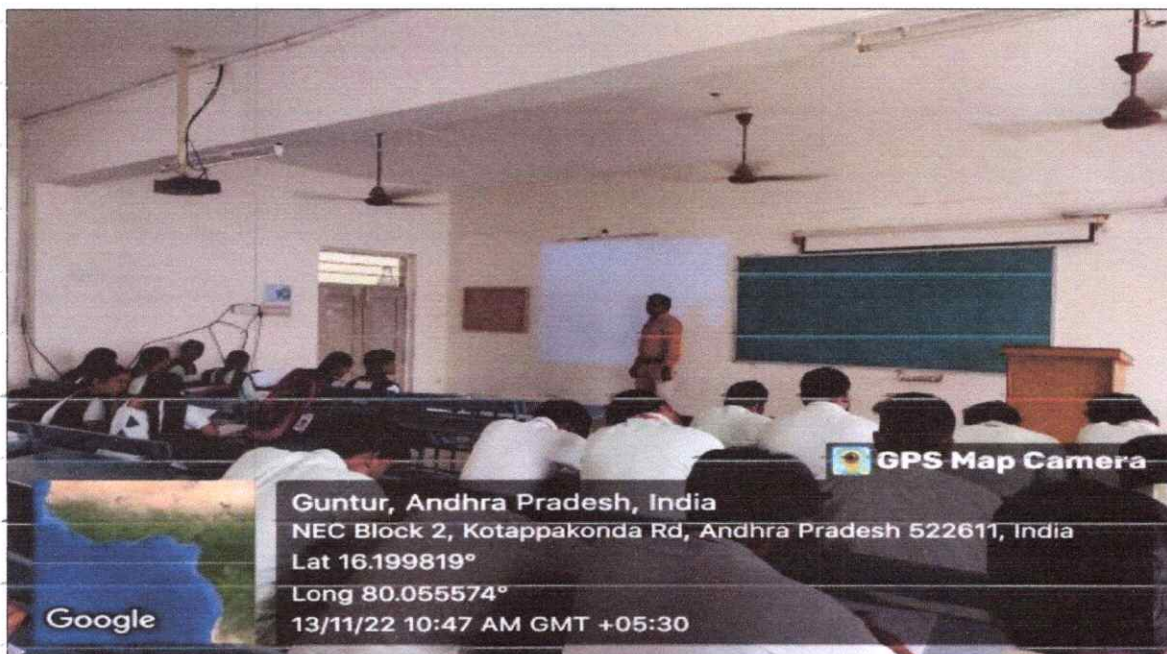 GPS Map Camera
Guntur, Andhra Pradesh, India
NEC Block 2, Kotappakonda Rd, Andhra Pradesh 522611, India
Lat 16.199819°
Long 80.055574°
13/11/22 10:47 AM GMT +05:30
Google